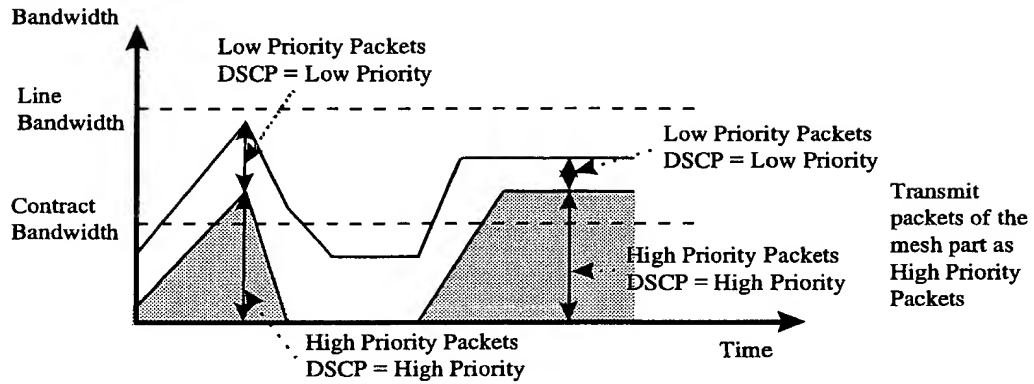 Bandwidth
Low Priority Packets
DSCP = Low Priority
Line
Bandwidth
Low Priority Packets
DSCP = Low Priority
Contract
Bandwidth
Transmit
packets of the
mesh part as
High Priority
Packets
High Priority Packets
DSCP = High Priority
High Priority Packets
DSCP = High Priority
Time